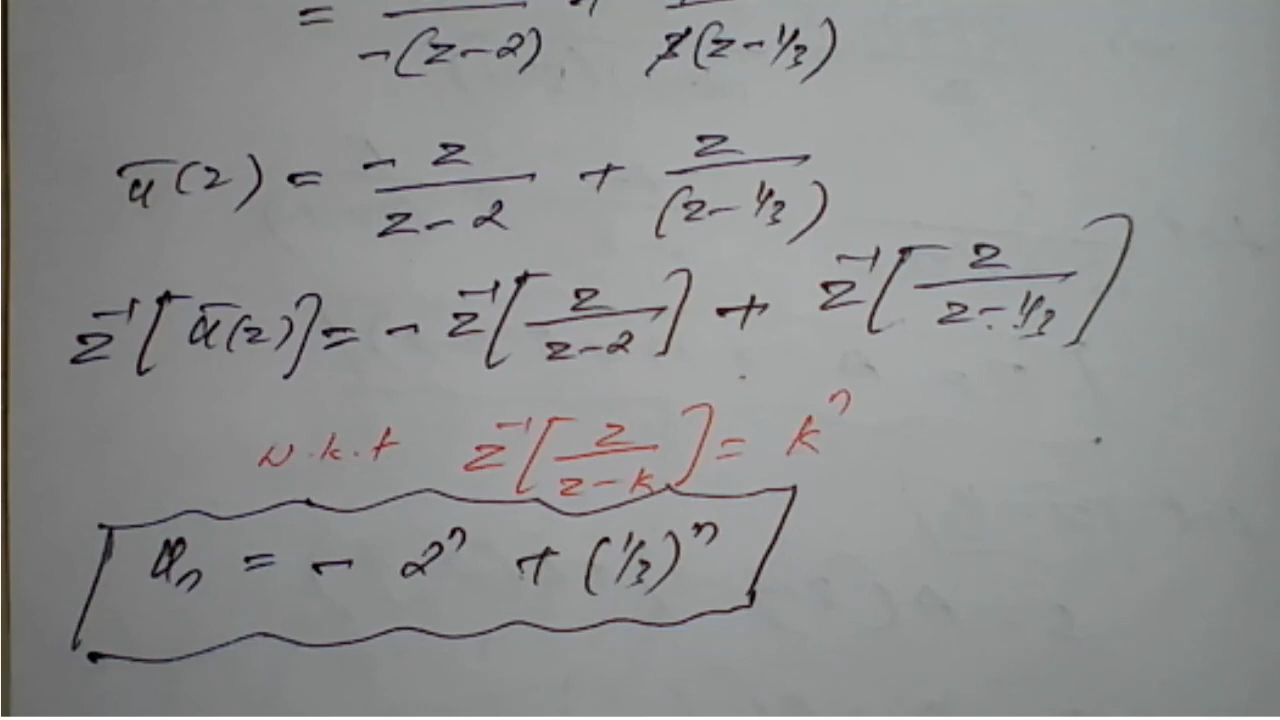 = / -(z-2) + / z(z-1/3)
ū(z) = -z/z-2 + z/(z-1/3)
z⁻¹[ū(z)] = - z⁻¹[z/z-2] + z⁻¹[z/z-1/3]
w.k.t z⁻¹[z/z-k] = kⁿ
uₙ = - 2ⁿ + (1/3)ⁿ